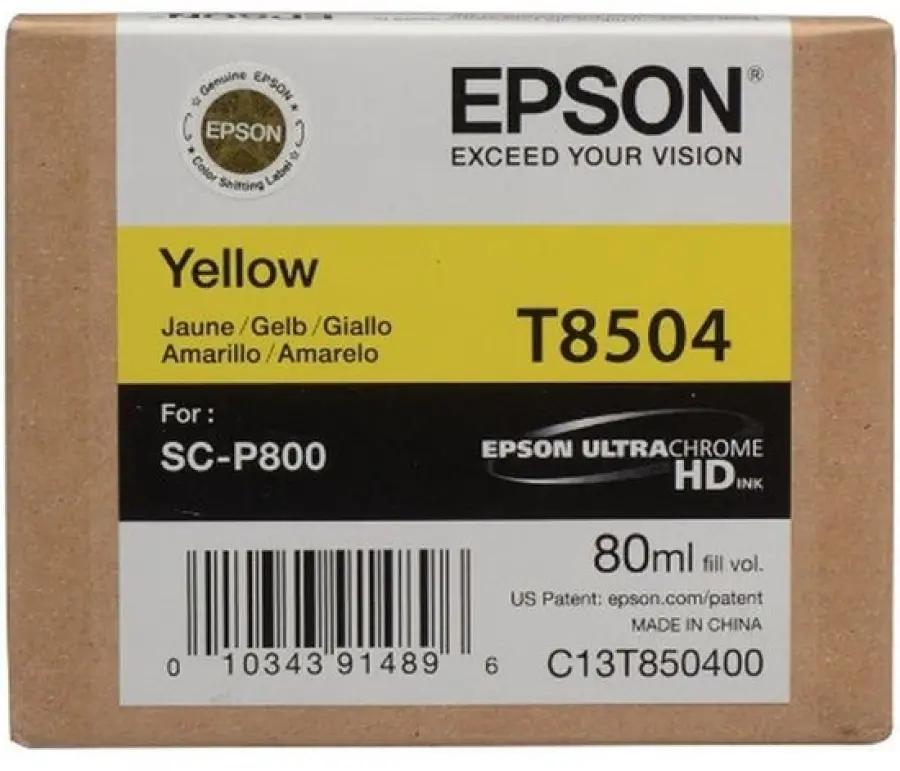 EPSON
Genuine EPSON
EPSON
Color Shifting Label
EPSON®
EXCEED YOUR VISION
Yellow
Jaune/Gelb/Giallo
Amarillo/Amarelo
T8504
For :
SC-P800
EPSON ULTRACHROME
HD INK
80ml fill vol.
US Patent: epson.com/patent
MADE IN CHINA
C13T850400
0 10343 91489 6